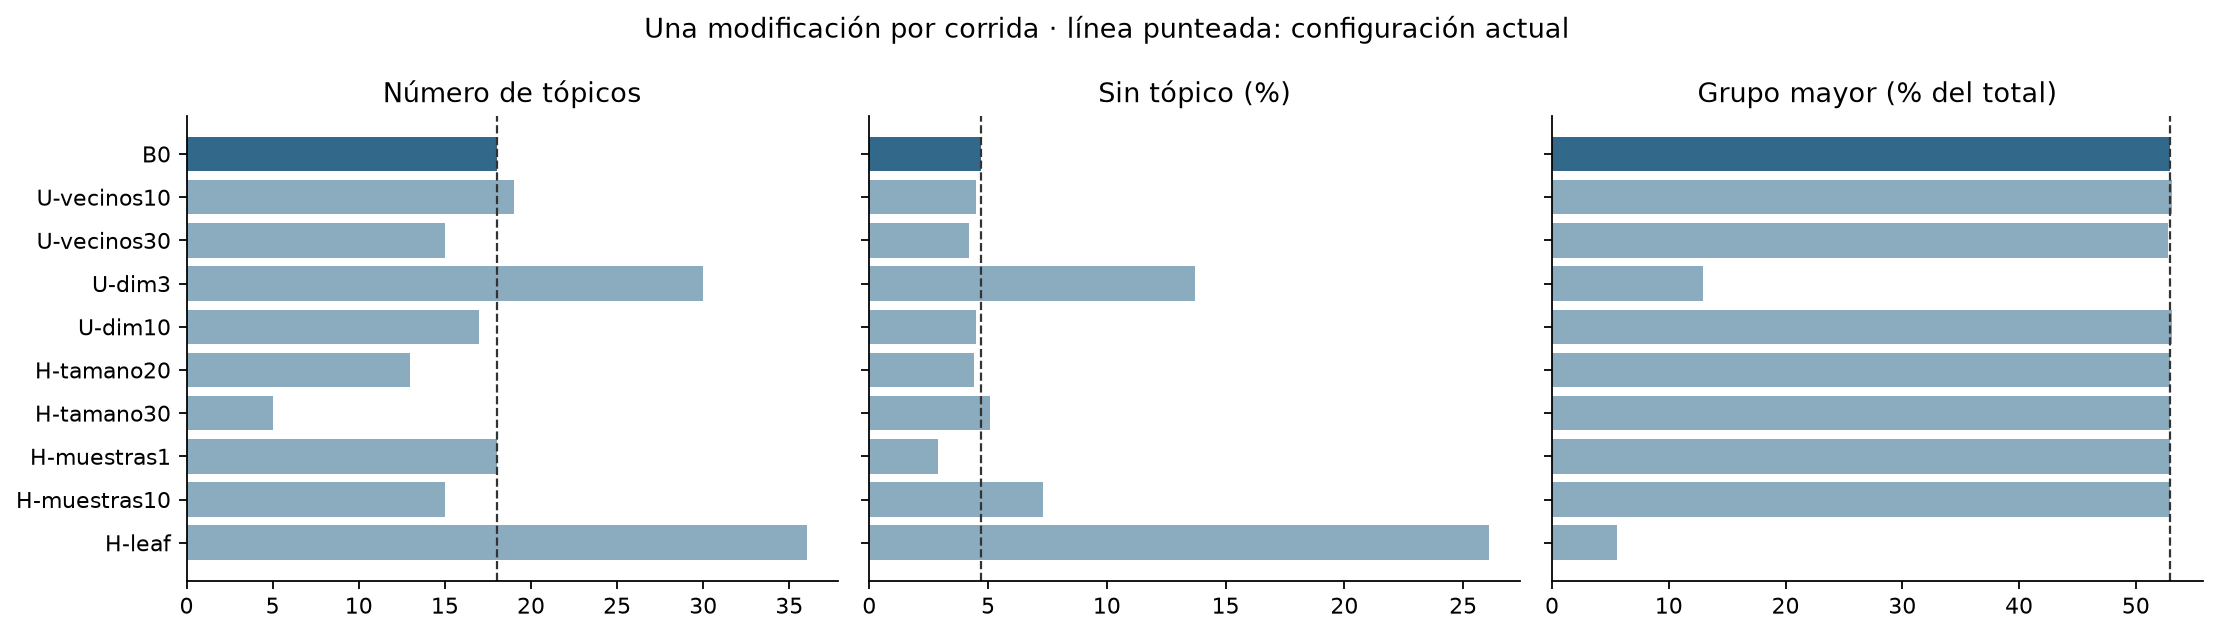 Una modificación por corrida · línea punteada: configuración actual
Número de tópicos
Sin tópico (%)
Grupo mayor (% del total)
B0
U-vecinos10
U-vecinos30
U-dim3
U-dim10
H-tamano20
H-tamano30
H-muestras1
H-muestras10
H-leaf
0 5 10 15 20 25 30 35
0 5 10 15 20 25
0 10 20 30 40 50